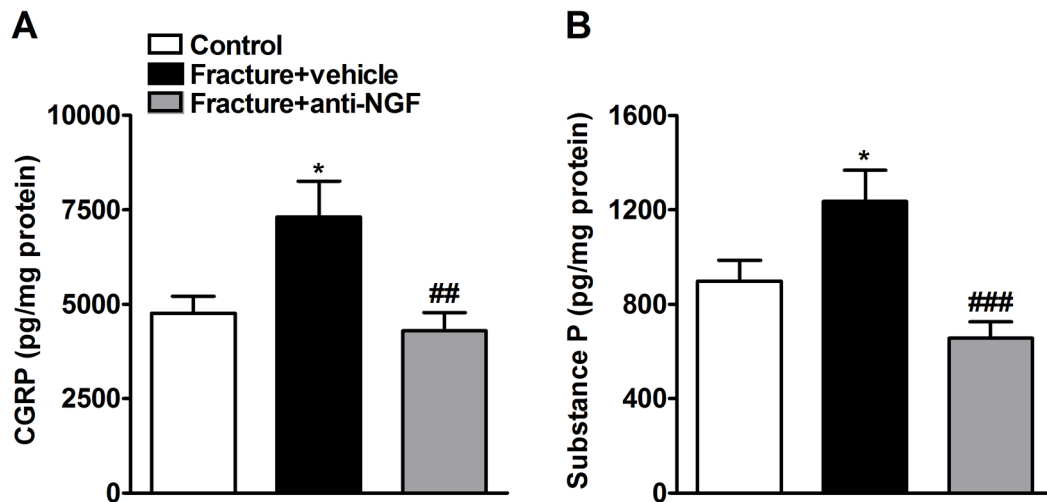 A
Control
Fracture+vehicle
Fracture+anti-NGF
CGRP (pg/mg protein)
10000
7500
5000
2500
0
*
##
B
Substance P (pg/mg protein)
1600
1200
800
400
0
*
###